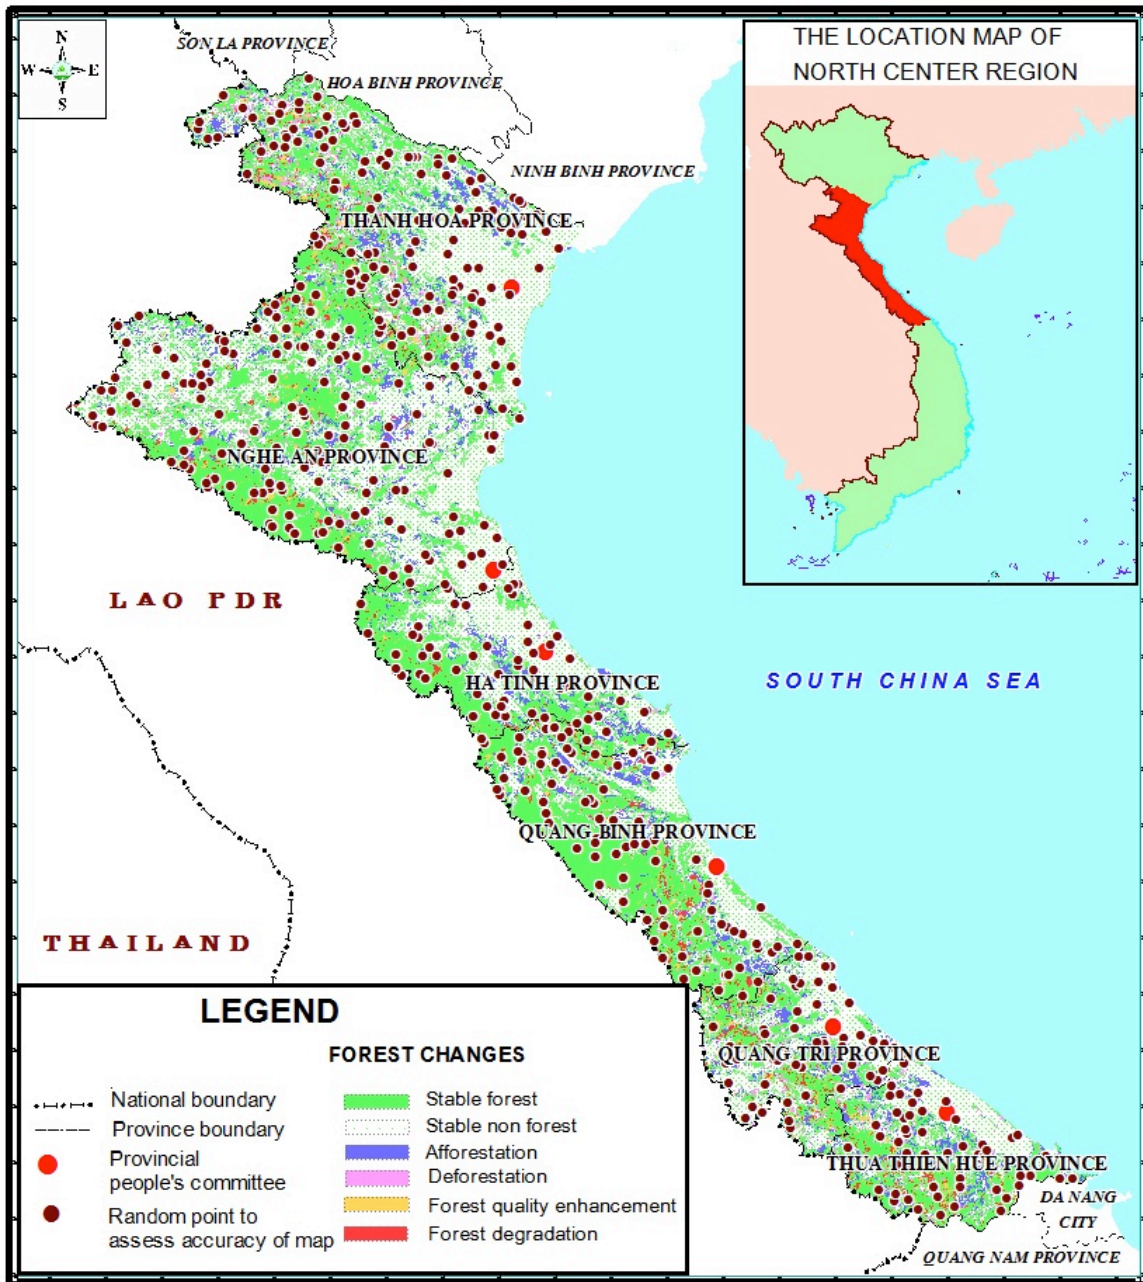 N
W E
S
SON LA PROVINCE
HOA BINH PROVINCE
NINH BINH PROVINCE
THANH HOA PROVINCE
THE LOCATION MAP OF
NORTH CENTER REGION
NGHE AN PROVINCE
LAO PDR
HA TINH PROVINCE
SOUTH CHINA SEA
QUANG BINH PROVINCE
THAILAND
QUANG TRI PROVINCE
THUA THIEN HUE PROVINCE
DA NANG
CITY
QUANG NAM PROVINCE
LEGEND
National boundary
Province boundary
Provincial
people's committee
Random point to
assess accuracy of map
FOREST CHANGES
Stable forest
Stable non forest
Afforestation
Deforestation
Forest quality enhancement
Forest degradation